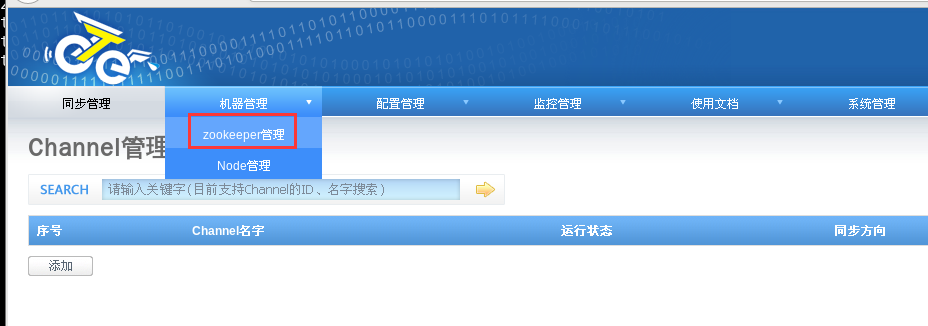 eTe
同步管理 机器管理 配置管理 监控管理 使用文档 系统管理
zookeeper管理
Channel管理
Node管理
SEARCH 请输入关键字(目前支持Channel的ID、名字搜索)
序号 Channel名字 运行状态 同步方向
添加